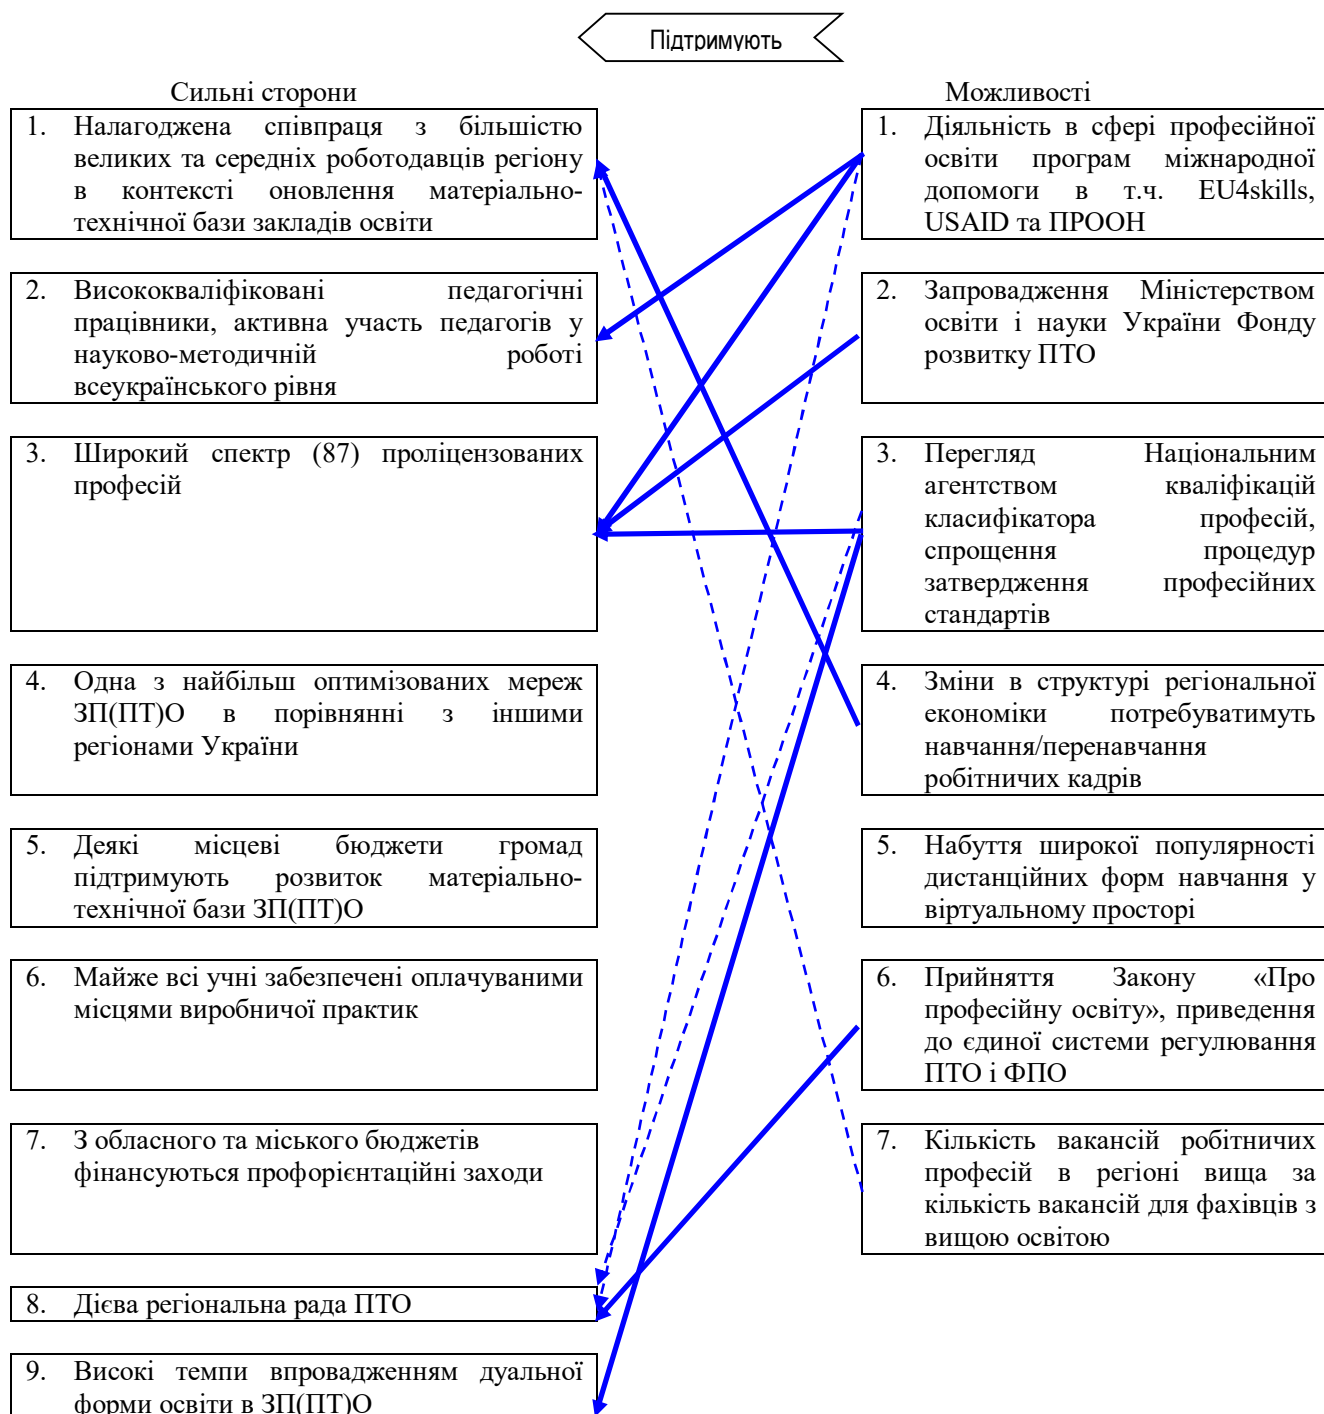 Підтримують
Сильні сторони
1. Налагоджена співпраця з більшістю
великих та середніх роботодавців регіону
в контексті оновлення матеріально-
технічної бази закладів освіти
2. Висококваліфіковані педагогічні
працівники, активна участь педагогів у
науково-методичній роботі
всеукраїнського рівня
3. Широкий спектр (87) проліцензованих
професій
4. Одна з найбільш оптимізованих мереж
ЗП(ПТ)О в порівнянні з іншими
регіонами України
5. Деякі місцеві бюджети громад
підтримують розвиток матеріально-
технічної бази ЗП(ПТ)О
6. Майже всі учні забезпечені оплачуваними
місцями виробничої практик
7. З обласного та міського бюджетів
фінансуються профорієнтаційні заходи
8. Дієва регіональна рада ПТО
9. Високі темпи впровадженням дуальної
форми освіти в ЗП(ПТ)О
Можливості
1. Діяльність в сфері професійної
освіти програм міжнародної
допомоги в т.ч. EU4skills,
USAID та ПРООН
2. Запровадження Міністерством
освіти і науки України Фонду
розвитку ПТО
3. Перегляд Національним
агентством кваліфікацій
класифікатора професій,
спрощення процедур
затвердження професійних
стандартів
4. Зміни в структурі регіональної
економіки потребуватимуть
навчання/перенавчання
робітничих кадрів
5. Набуття широкої популярності
дистанційних форм навчання у
віртуальному просторі
6. Прийняття Закону «Про
професійну освіту», приведення
до єдиної системи регулювання
ПТО і ФПО
7. Кількість вакансій робітничих
професій в регіоні вища за
кількість вакансій для фахівців з
вищою освітою